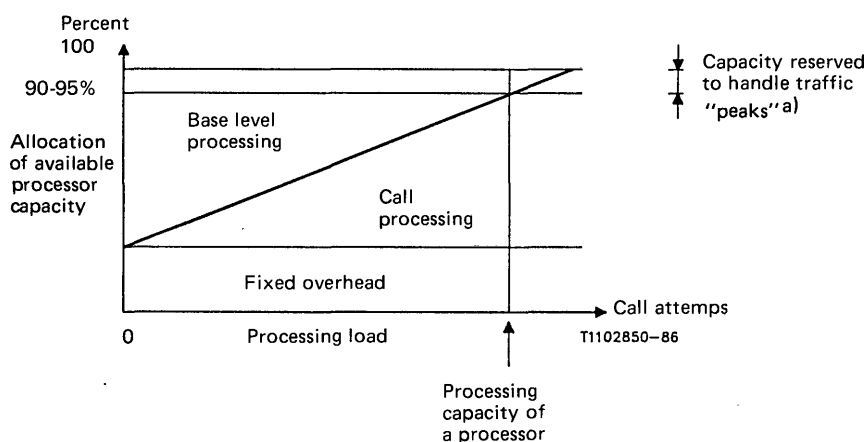 Percent
100
90-95%
Allocation
of available
processor
capacity
Base level
processing
Call
processing
Fixed overhead
Capacity reserved
to handle traffic
"peaks"a)
Call attemps
0
Processing load
T1102850-86
Processing
capacity of
a processor